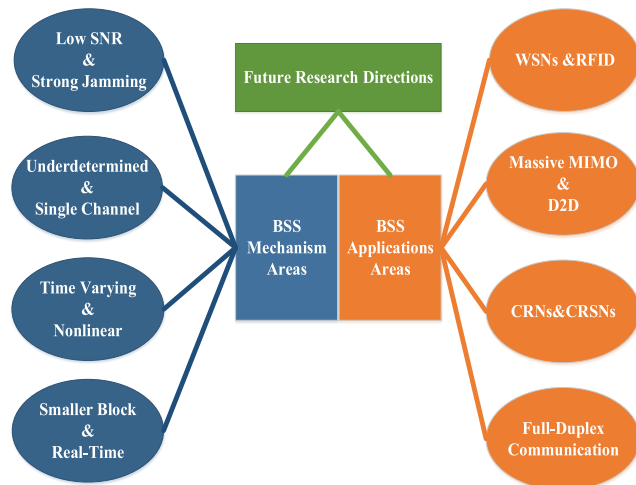 Low SNR
&
Strong Jamming
Underdetermined
&
Single Channel
Time Varying
&
Nonlinear
Smaller Block
&
Real-Time
Future Research Directions
BSS
Mechanism
Areas
BSS
Applications
Areas
WSNs &RFID
Massive MIMO
&
D2D
CRNs&CRSNs
Full-Duplex
Communication